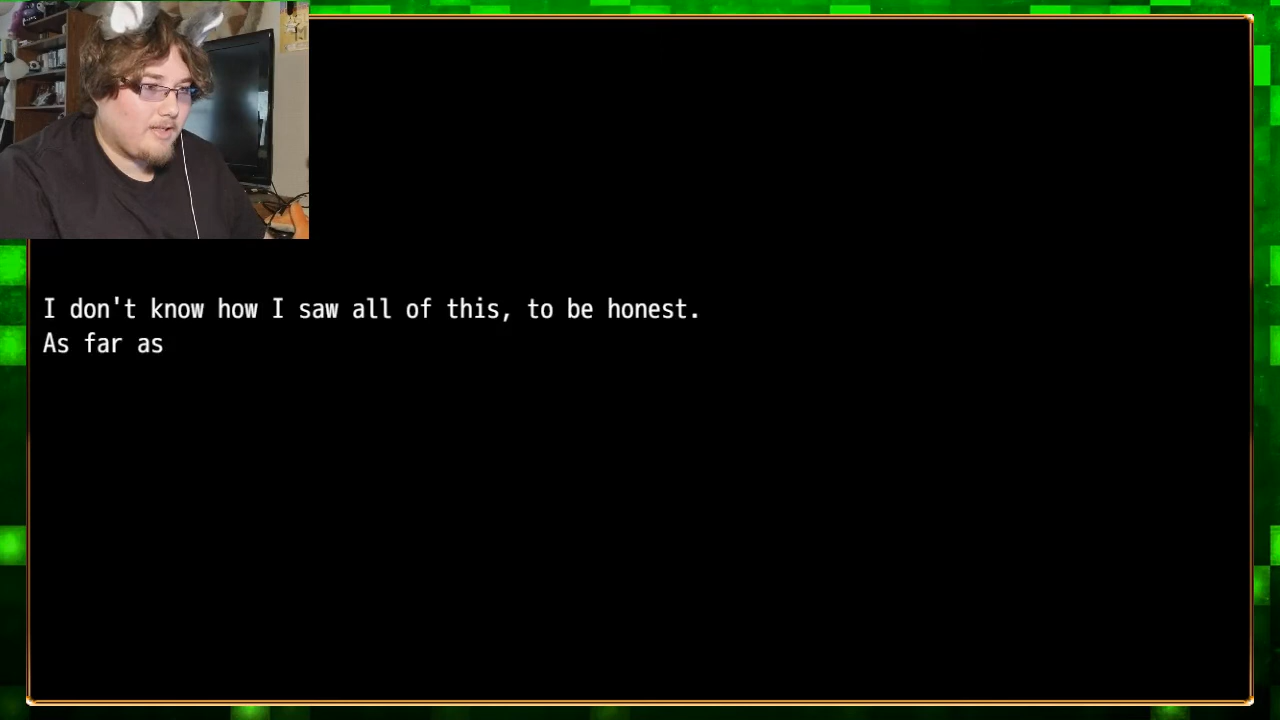 I don't know how I saw all of this, to be honest.
As far as